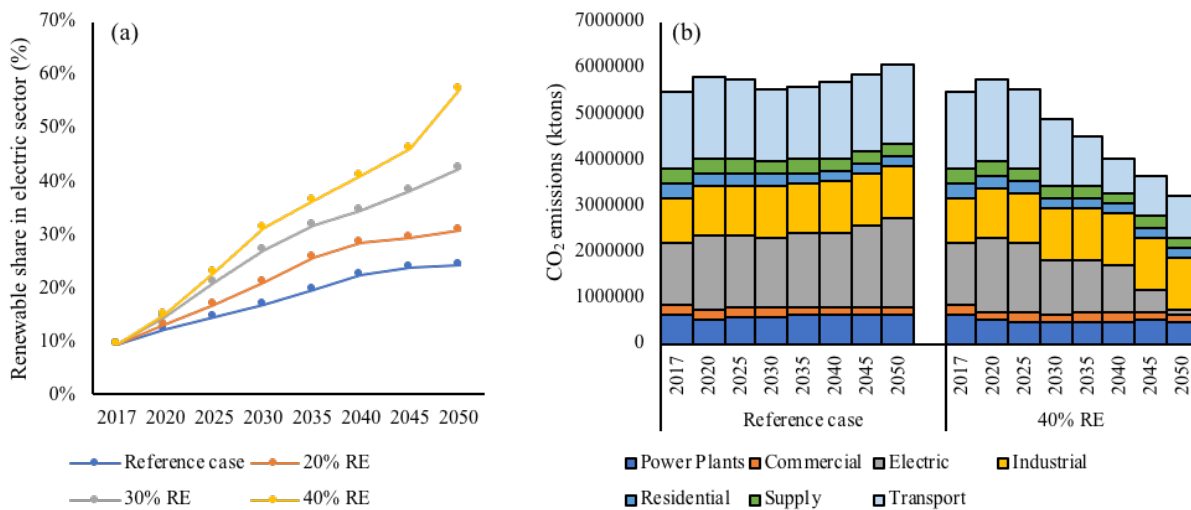 (a)
Renewable share in electric sector (%)
70%
60%
50%
40%
30%
20%
10%
0%
2017 2020 2025 2030 2035 2040 2045 2050
Reference case 20% RE
30% RE 40% RE
(b)
CO2 emissions (ktons)
7000000
6000000
5000000
4000000
3000000
2000000
1000000
0
2017 2020 2025 2030 2035 2040 2045 2050 2017 2020 2025 2030 2035 2040 2045 2050
Reference case 40% RE
Power Plants Commercial Electric Industrial
Residential Supply Transport